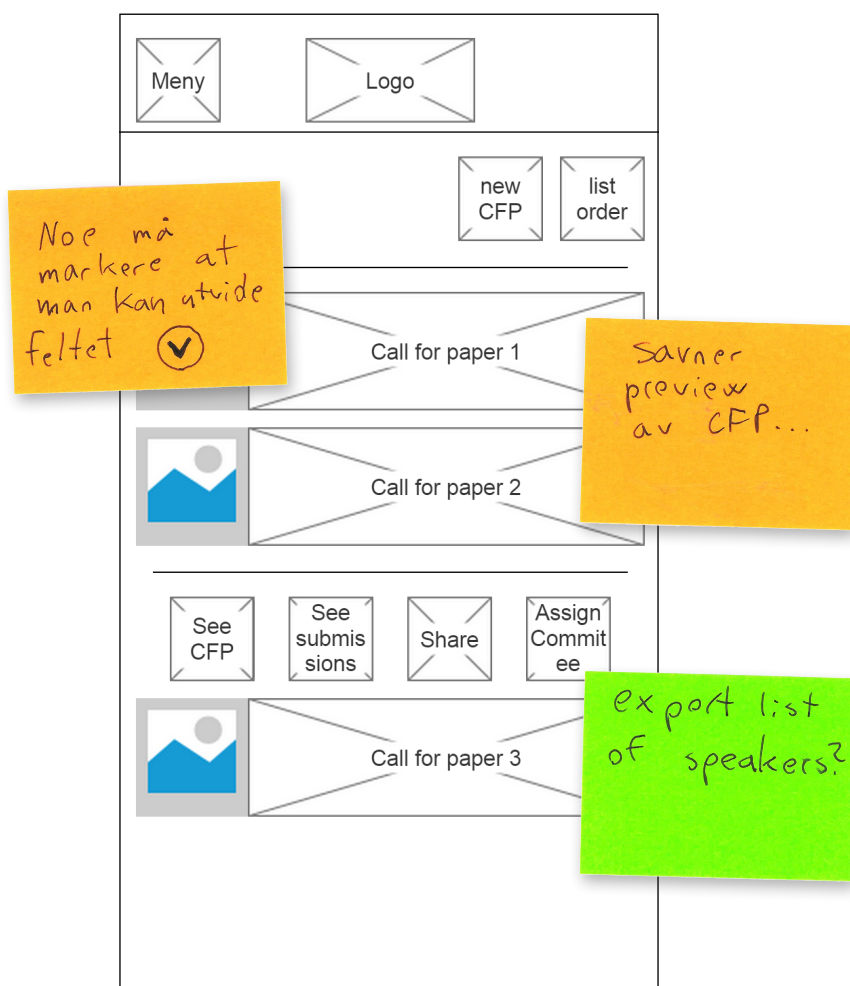 Meny
Logo
new
CFP
list
order
Noe må
markere at
man kan utvide
feltet
Call for paper 1
Savner
preview
av CFP...
Call for paper 2
See
CFP
See
submis
sions
Share
Assign
Commit
ee
export list
of speakers?
Call for paper 3